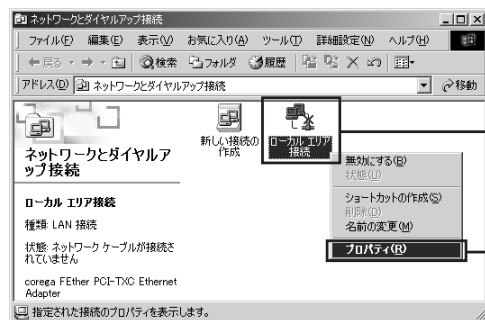 ネットワークとダイヤルアップ接続
ファイル(F) 編集(E) 表示(V) お気に入り(A) ツール(T) 詳細設定(N) ヘルプ(H)
戻る 検索 フォルダ 履歴
アドレス(D) ネットワークとダイヤルアップ接続 移動
ネットワークとダイヤルア
ップ接続
ローカル エリア接続
種類: LAN 接続
状態: ネットワーク ケーブルが接続さ
れていません
corega FEther PCI-TXC Ethernet
Adapter
新しい接続の
作成
ローカル エリア
接続
無効にする(B)
状態(U)
ショートカットの作成(S)
削除(D)
名前の変更(M)
プロパティ(R)
指定された接続のプロパティを表示します。